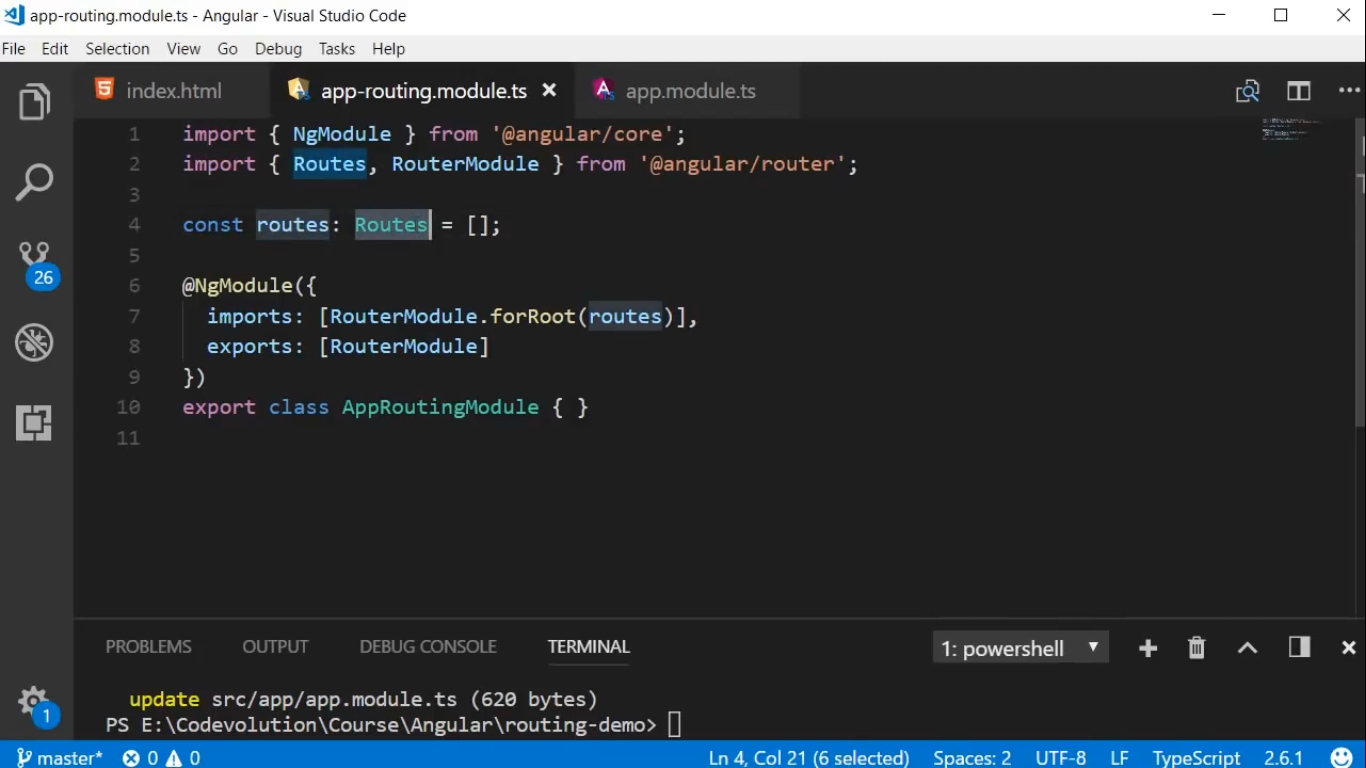 app-routing.module.ts - Angular - Visual Studio Code
File Edit Selection View Go Debug Tasks Help
index.html app-routing.module.ts app.module.ts
1 import { NgModule } from '@angular/core';
2 import { Routes, RouterModule } from '@angular/router';
3
4 const routes: Routes = [];
5
6 @NgModule({
7 imports: [RouterModule.forRoot(routes)],
8 exports: [RouterModule]
9 })
10 export class AppRoutingModule { }
11
26
1
PROBLEMS OUTPUT DEBUG CONSOLE TERMINAL 1: powershell
update src/app/app.module.ts (620 bytes)
PS E:\Codevolution\Course\Angular\routing-demo>
master* 0 0 Ln 4, Col 21 (6 selected) Spaces: 2 UTF-8 LF TypeScript 2.6.1